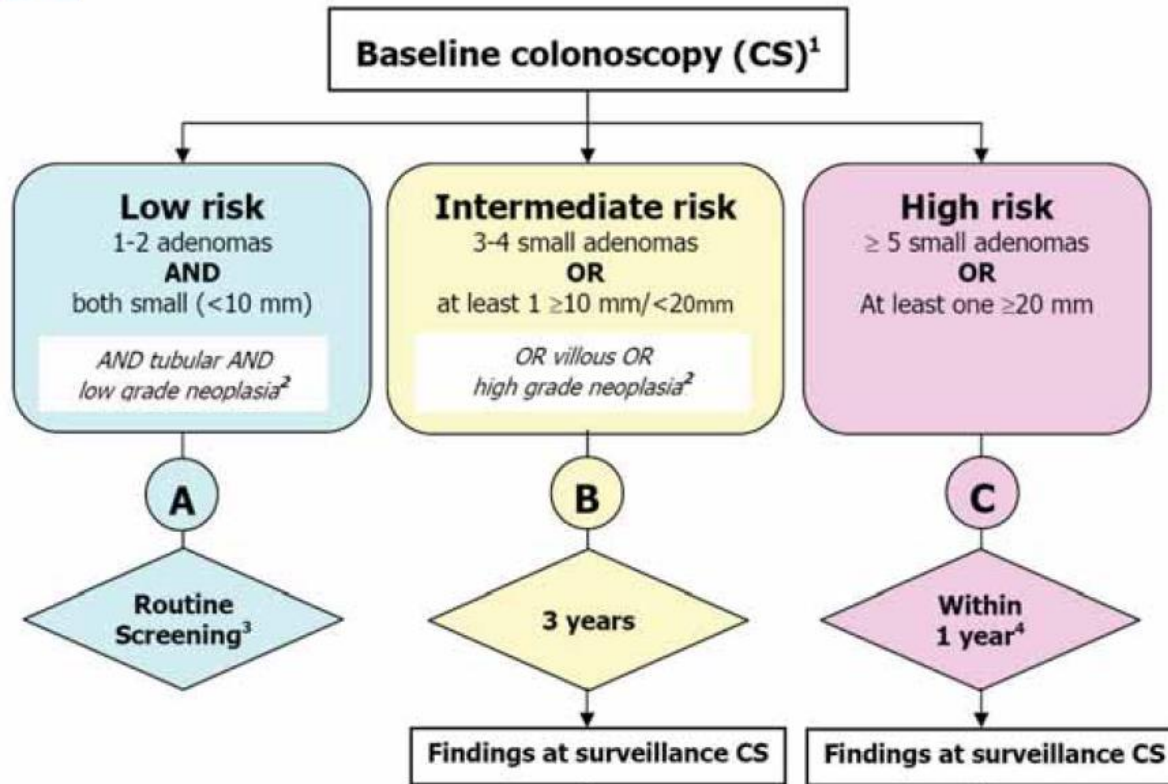 Baseline colonoscopy (CS)¹
Low risk
1-2 adenomas
AND
both small (<10 mm)
AND tubular AND
low grade neoplasia²
Intermediate risk
3-4 small adenomas
OR
at least 1 ≥10 mm/<20mm
OR villous OR
high grade neoplasia²
High risk
≥ 5 small adenomas
OR
At least one ≥20 mm
A
B
C
Routine
Screening³
3 years
Within
1 year⁴
Findings at surveillance CS
Findings at surveillance CS